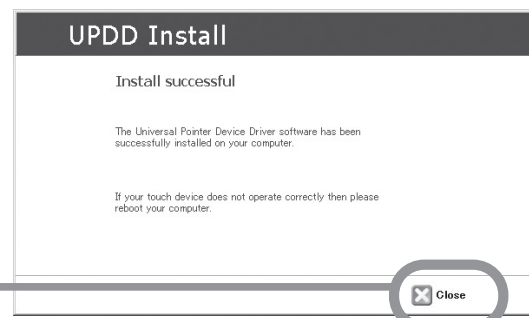 UPDD Install
Install successful
The Universal Pointer Device Driver software has been
successfully installed on your computer.
If your touch device does not operate correctly then please
reboot your computer.
Close